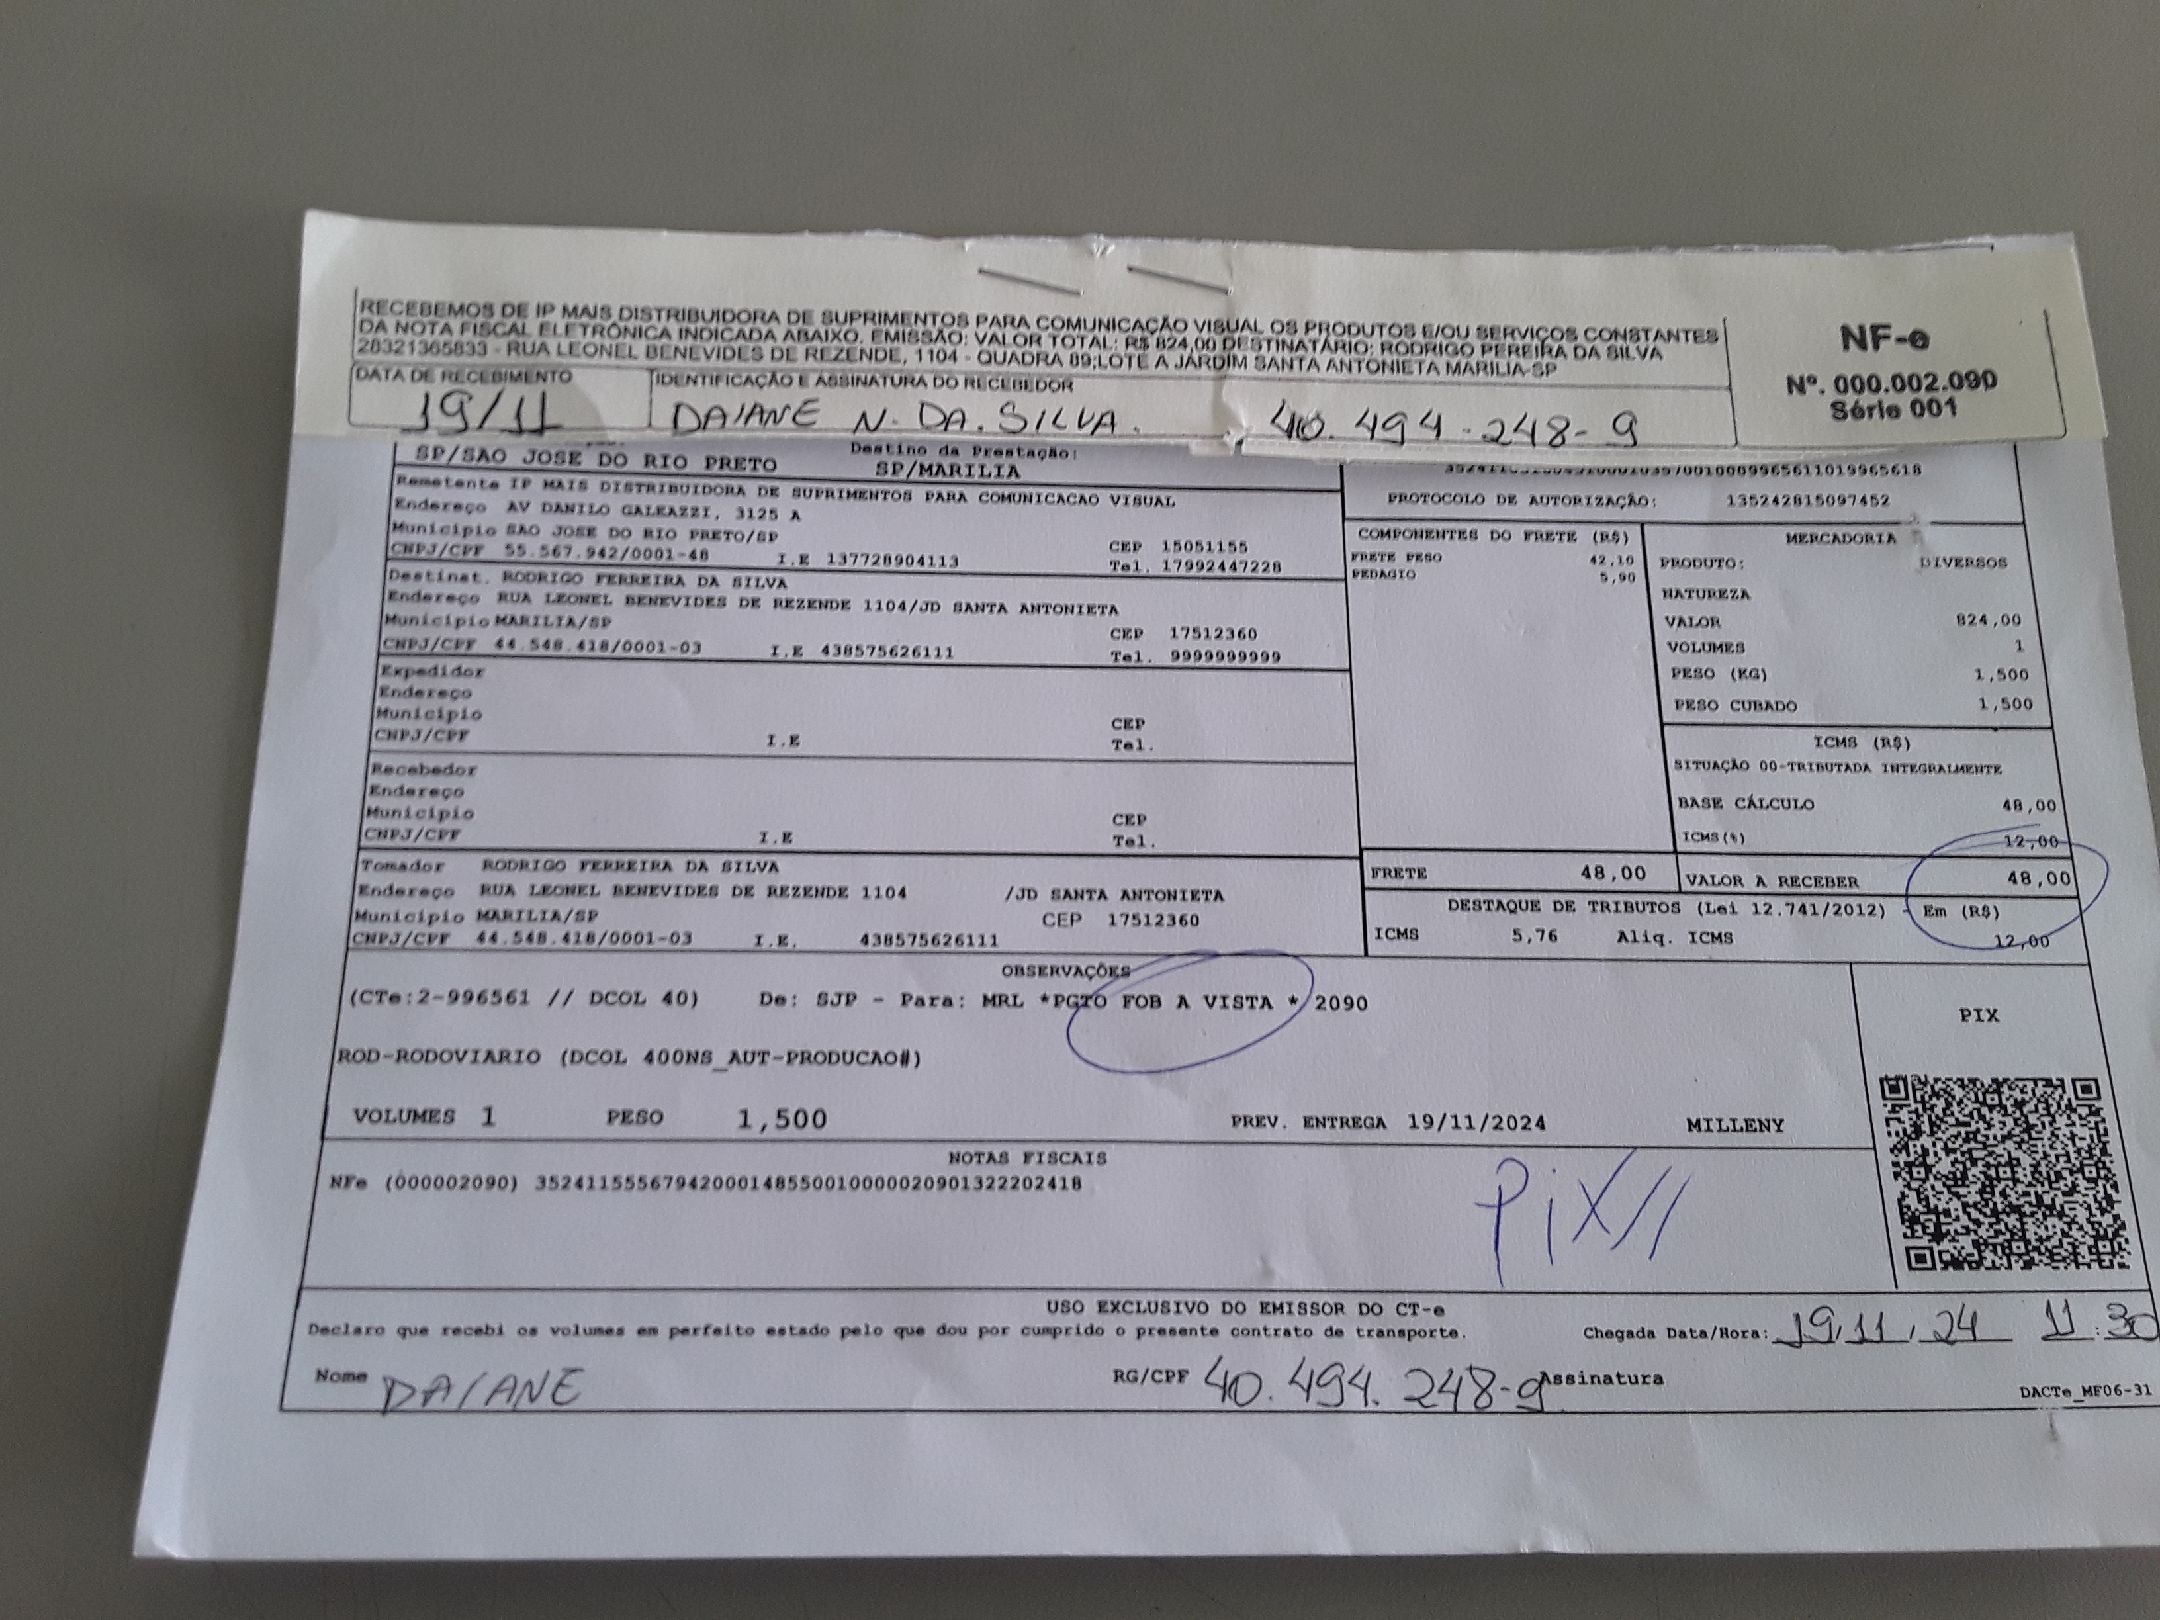 RECEBEMOS DE IP MAIS DISTRIBUIDORA DE SUPRIMENTOS PARA COMUNICAÇÃO VISUAL OS PRODUTOS E/OU SERVIÇOS CONSTANTES
DA NOTA FISCAL ELETRÔNICA INDICADA ABAIXO. EMISSÃO: VALOR TOTAL: R$ 824,00 DESTINATÁRIO: RODRIGO PEREIRA DA SILVA
28321365833 - RUA LEONEL BENEVIDES DE REZENDE, 1104 - QUADRA 89;LOTE A JARDIM SANTA ANTONIETA MARILIA-SP
NF-e
Nº. 000.002.090
Série 001
DATA DE RECEBIMENTO
19/11
IDENTIFICAÇÃO E ASSINATURA DO RECEBEDOR
DAIANE N. DA. SILVA. 40.494.248-9
SP/SAO JOSE DO RIO PRETO
Destino da Prestação:
SP/MARILIA
Remetente IP MAIS DISTRIBUIDORA DE SUPRIMENTOS PARA COMUNICACAO VISUAL
Endereço AV DANILO GALEAZZI, 3125 A
Município SAO JOSE DO RIO PRETO/SP CEP 15051155
CNPJ/CPF 55.567.942/0001-48 I.E 137728904113 Tel. 17992447228
Destinat. RODRIGO FERREIRA DA SILVA
Endereço RUA LEONEL BENEVIDES DE REZENDE 1104/JD SANTA ANTONIETA
Município MARILIA/SP CEP 17512360
CNPJ/CPF 44.548.418/0001-03 I.E 438575626111 Tel. 9999999999
Expedidor
Endereço
Município CEP
CNPJ/CPF I.E Tel.
Recebedor
Endereço
Município CEP
CNPJ/CPF I.E Tel.
Tomador RODRIGO FERREIRA DA SILVA
Endereço RUA LEONEL BENEVIDES DE REZENDE 1104 /JD SANTA ANTONIETA
Município MARILIA/SP CEP 17512360
CNPJ/CPF 44.548.418/0001-03 I.E. 438575626111
PROTOCOLO DE AUTORIZAÇÃO: 135242815097452
COMPONENTES DO FRETE (R$)
FRETE PESO 42,10
PEDAGIO 5,90
MERCADORIA
PRODUTO: DIVERSOS
NATUREZA
VALOR 824,00
VOLUMES 1
PESO (KG) 1,500
PESO CUBADO 1,500
ICMS (R$)
SITUAÇÃO 00-TRIBUTADA INTEGRALMENTE
BASE CÁLCULO 48,00
ICMS(%) 12,00
FRETE 48,00 VALOR A RECEBER 48,00
DESTAQUE DE TRIBUTOS (Lei 12.741/2012) - Em (R$)
ICMS 5,76 Aliq. ICMS 12,00
OBSERVAÇÕES
(CTe:2-996561 // DCOL 40) De: SJP - Para: MRL *PGTO FOB A VISTA * 2090
ROD-RODOVIARIO (DCOL 400NS_AUT-PRODUCAO#)
VOLUMES 1 PESO 1,500 PREV. ENTREGA 19/11/2024 MILLENY
PIX
NOTAS FISCAIS
NFe (000002090) 35241155567942000148550010000020901322202418
PIX//
USO EXCLUSIVO DO EMISSOR DO CT-e
Declaro que recebi os volumes em perfeito estado pelo que dou por cumprido o presente contrato de transporte.
Chegada Data/Hora: 19/11/24 11:30
Nome DAIANE RG/CPF 40.494.248-9 Assinatura
DACTe_MF06-31